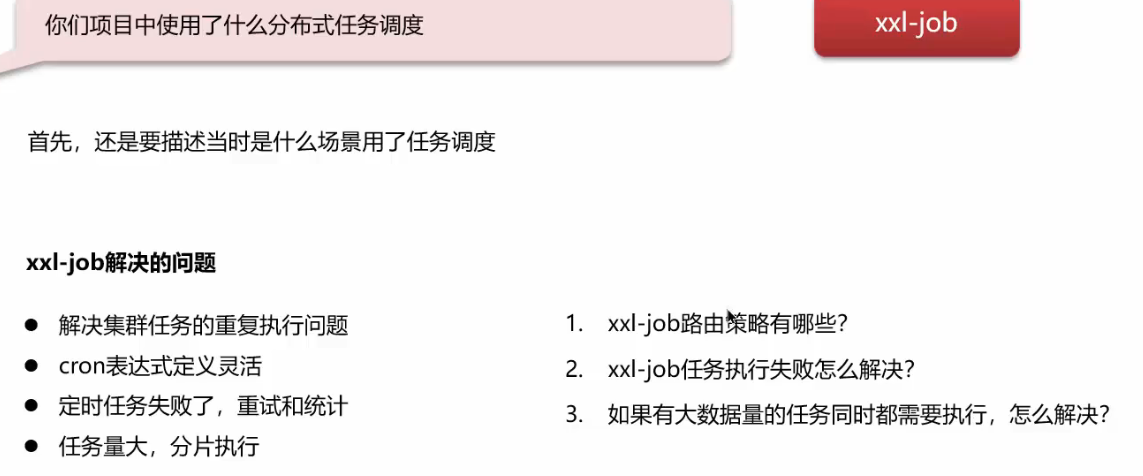 你们项目中使用了什么分布式任务调度
xxl-job
首先，还是要描述当时是什么场景用了任务调度
xxl-job解决的问题
● 解决集群任务的重复执行问题
● cron表达式定义灵活
● 定时任务失败了，重试和统计
● 任务量大，分片执行
1. xxl-job路由策略有哪些？
2. xxl-job任务执行失败怎么解决？
3. 如果有大数据量的任务同时都需要执行，怎么解决？